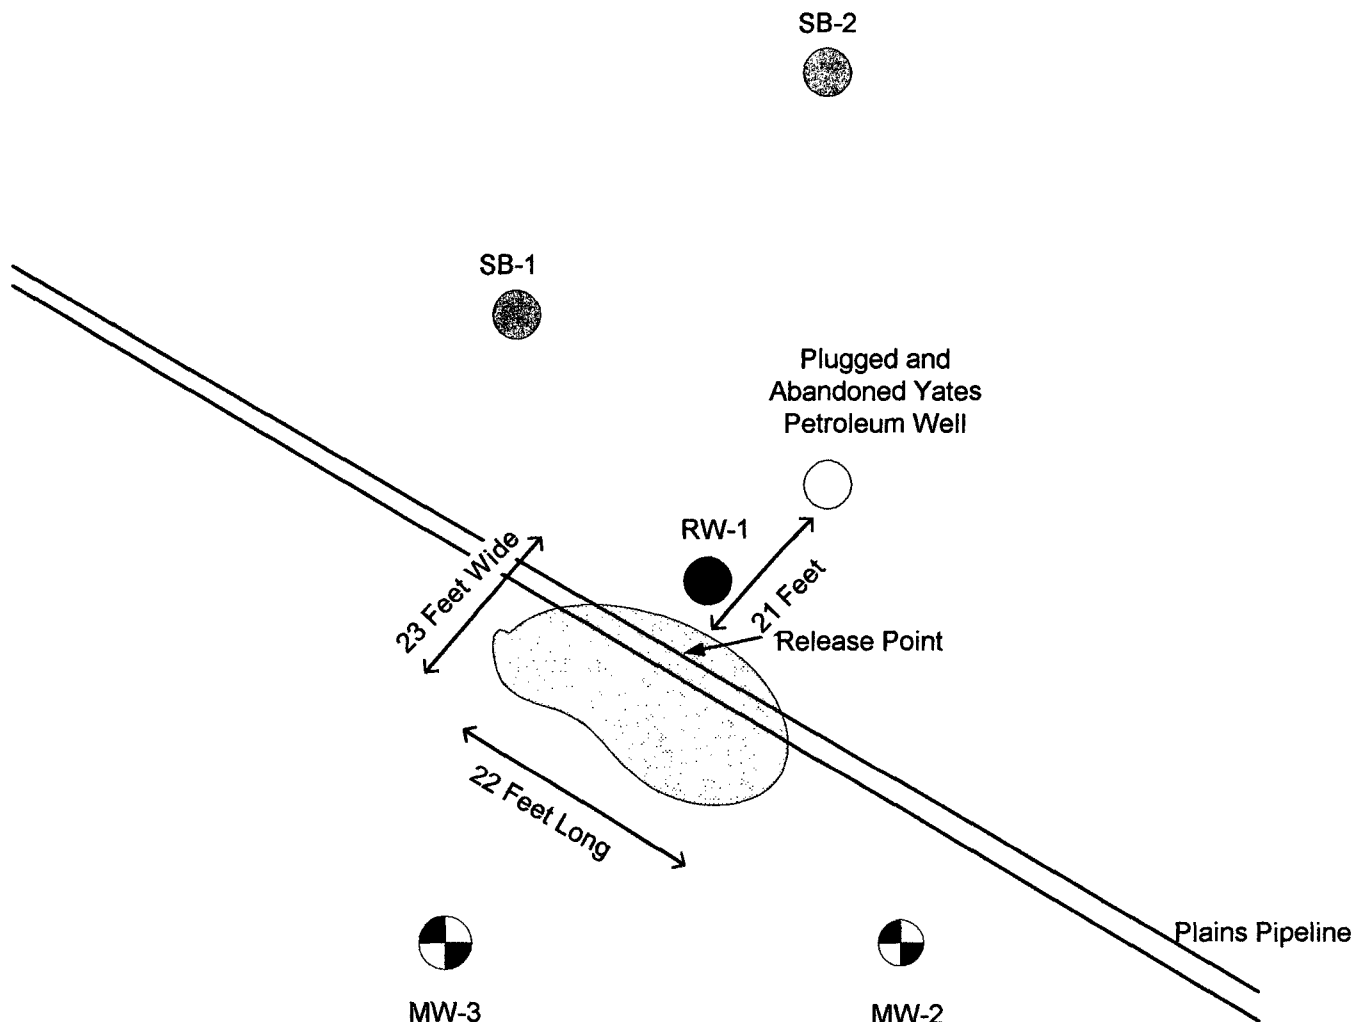 SB-2
SB-1
Plugged and
Abandoned Yates
Petroleum Well
RW-1
23 Feet Wide
21 Feet
Release Point
22 Feet Long
Plains Pipeline
MW-3
MW-2